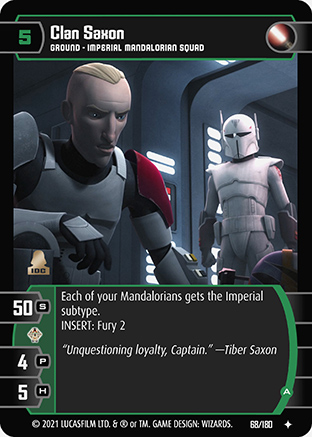 5
Clan Saxon
GROUND - IMPERIAL MANDALORIAN SQUAD
IDC
50 S
Each of your Mandalorians gets the Imperial
subtype.
INSERT: Fury 2
4 P
“Unquestioning loyalty, Captain.” —Tiber Saxon
5 H
A
© 2021 LUCASFILM LTD. & ® or TM. GAME DESIGN: WIZARDS.
68/180